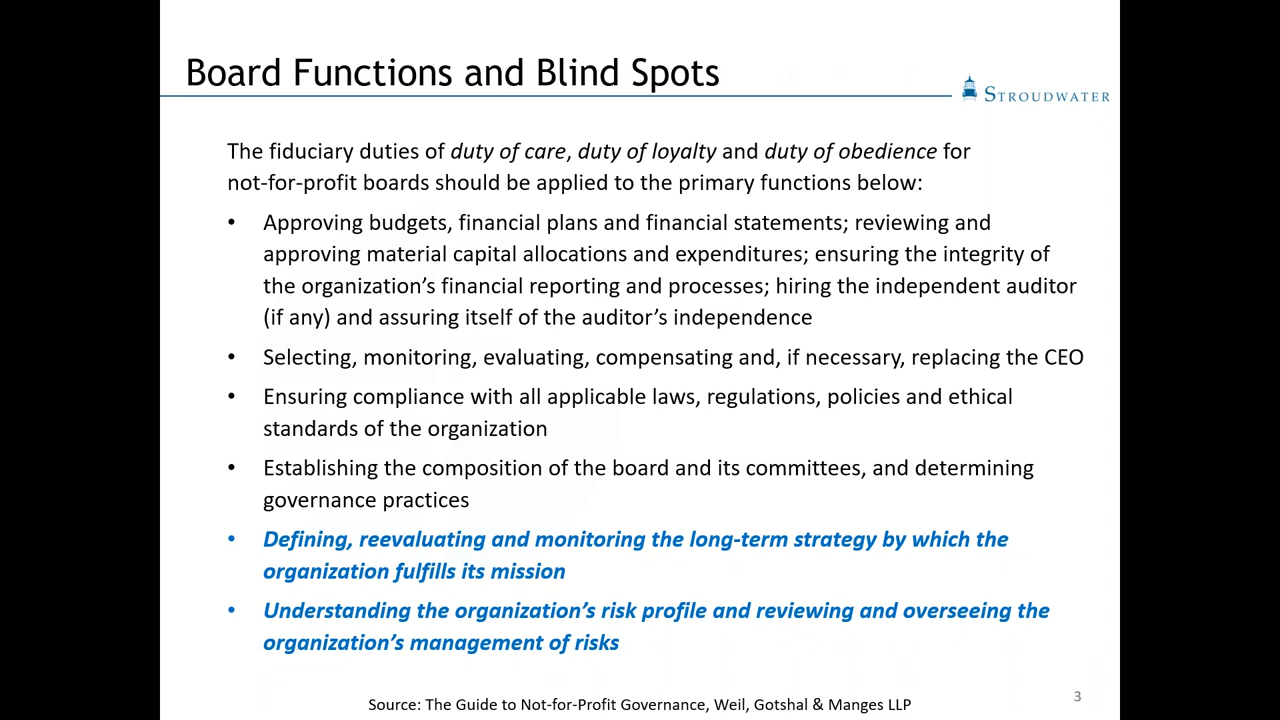 Board Functions and Blind Spots
STROUDWATER
The fiduciary duties of duty of care, duty of loyalty and duty of obedience for
not-for-profit boards should be applied to the primary functions below:
• Approving budgets, financial plans and financial statements; reviewing and
approving material capital allocations and expenditures; ensuring the integrity of
the organization’s financial reporting and processes; hiring the independent auditor
(if any) and assuring itself of the auditor’s independence
• Selecting, monitoring, evaluating, compensating and, if necessary, replacing the CEO
• Ensuring compliance with all applicable laws, regulations, policies and ethical
standards of the organization
• Establishing the composition of the board and its committees, and determining
governance practices
• Defining, reevaluating and monitoring the long-term strategy by which the
organization fulfills its mission
• Understanding the organization’s risk profile and reviewing and overseeing the
organization’s management of risks
Source: The Guide to Not-for-Profit Governance, Weil, Gotshal & Manges LLP
3